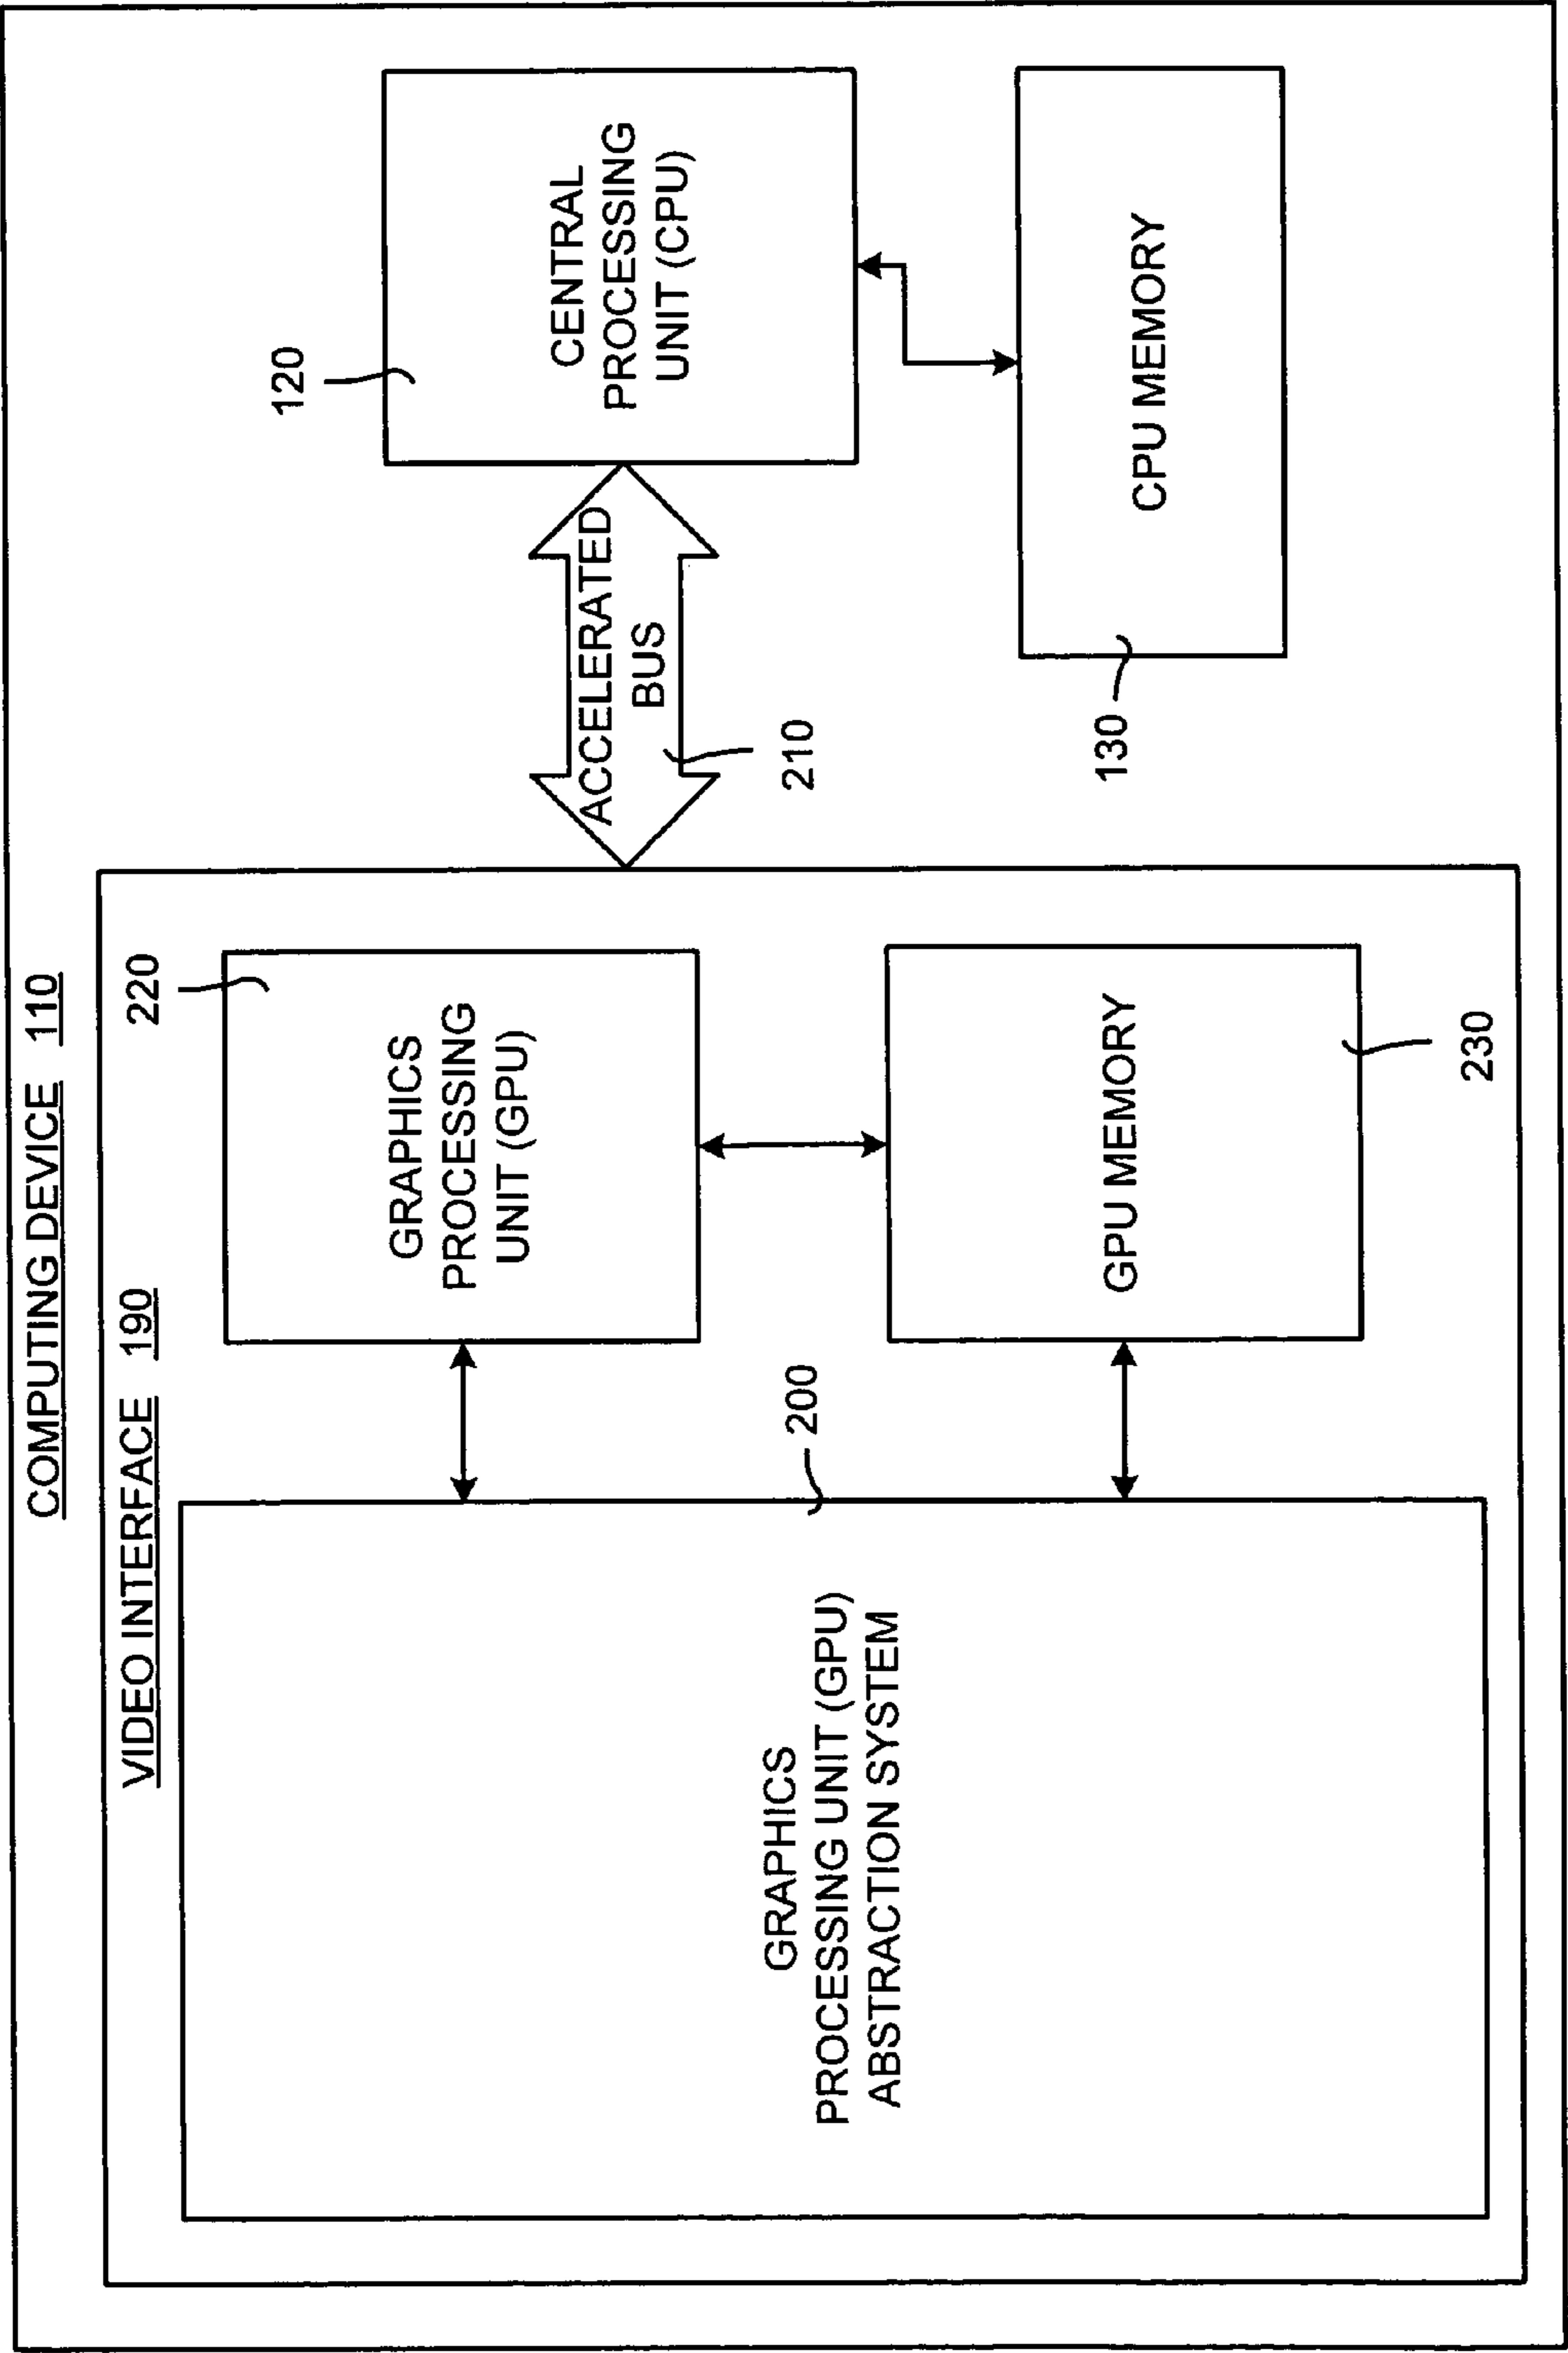 COMPUTING DEVICE 110
VIDEO INTERFACE 190
GRAPHICS
PROCESSING UNIT (GPU)
ABSTRACTION SYSTEM
200
220
GRAPHICS
PROCESSING
UNIT (GPU)
GPU MEMORY
230
ACCELERATED
BUS
210
120
CENTRAL
PROCESSING
UNIT (CPU)
CPU MEMORY
130